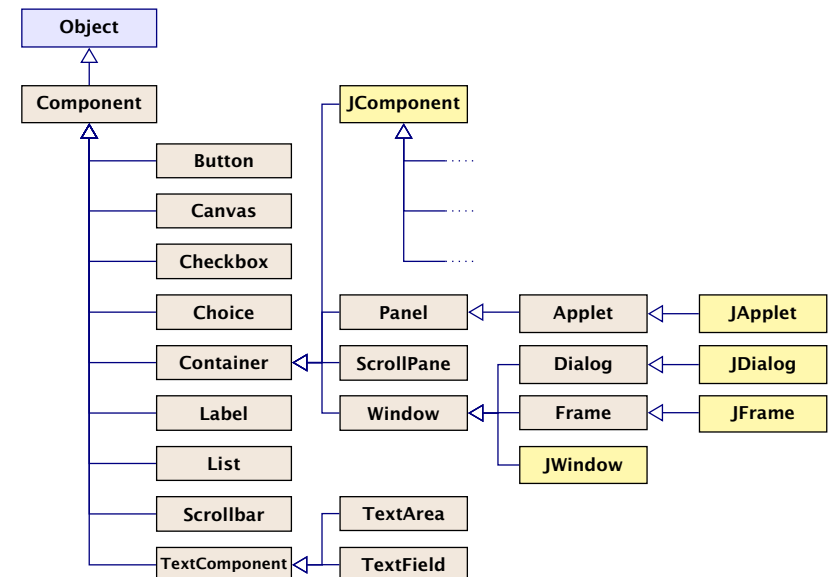 Object
Component
JComponent
Button
Canvas
Checkbox
Choice
Panel
Applet
JApplet
Container
ScrollPane
Dialog
JDialog
Label
Window
Frame
JFrame
List
JWindow
Scrollbar
TextArea
TextComponent
TextField